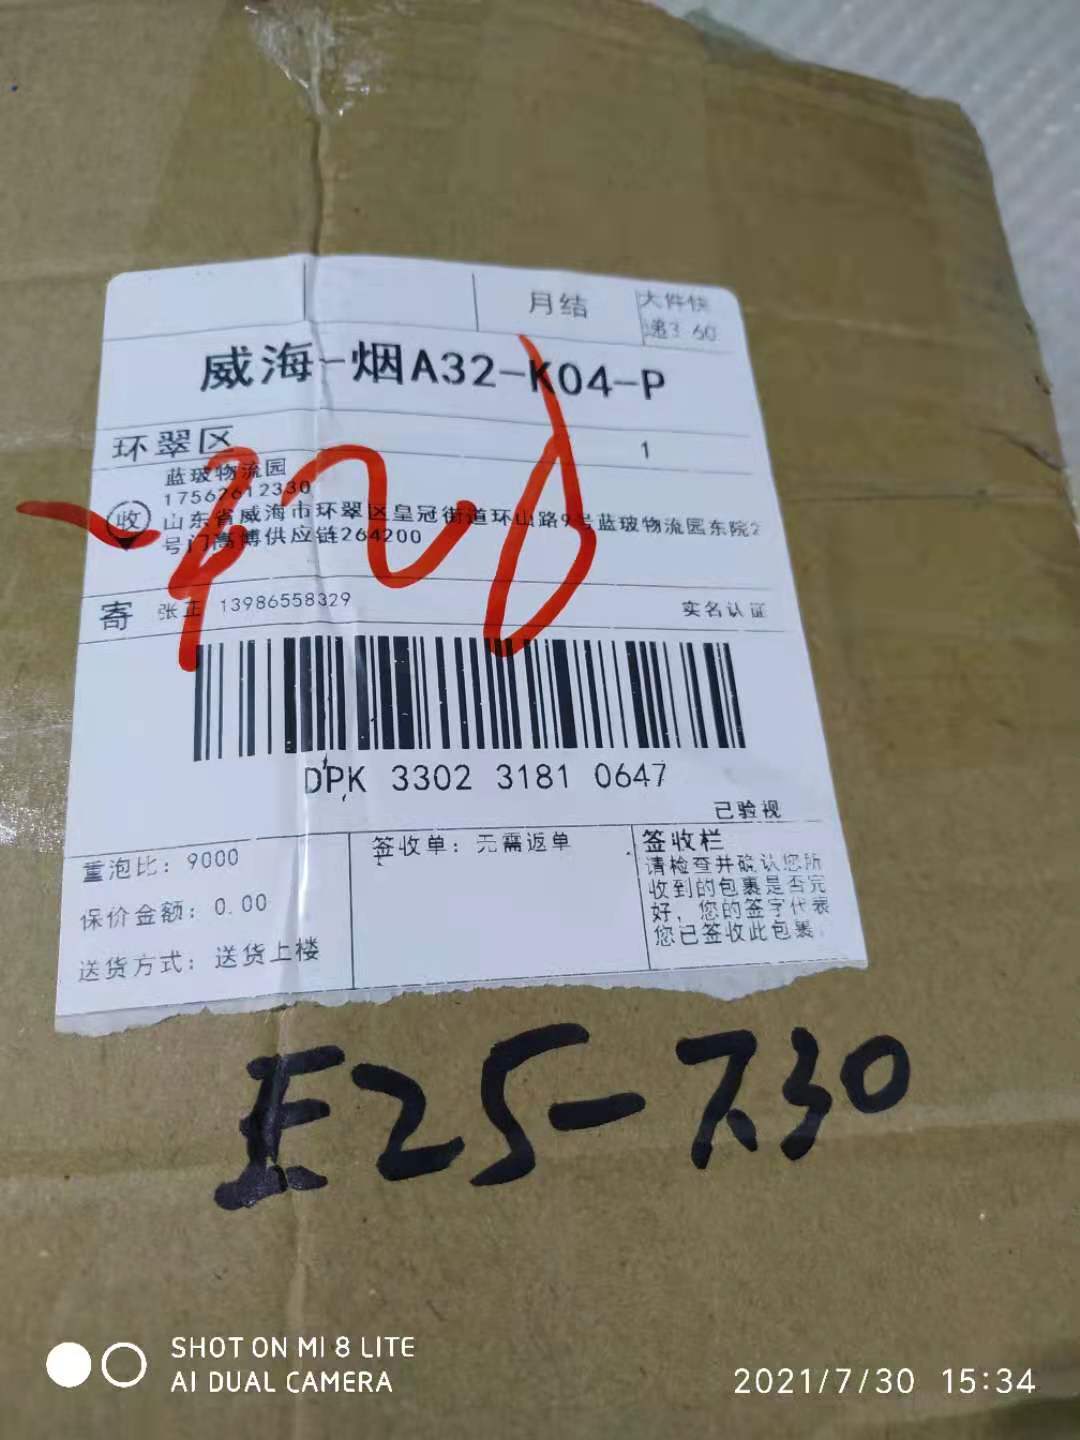 月结
大件快
递3.60
威海-烟A32-K04-P
环翠区
1
蓝玻物流园
17562612330
收
山东省威海市环翠区皇冠街道环山路9号蓝玻物流园东院2
号门高博供应链264200
寄 张正 13986558329
实名认证
DPK 3302 3181 0647
已验视
重泡比：9000
保价金额：0.00
送货方式：送货上楼
签收单：无需返单
签收栏
请检查并确认您所
收到的包裹是否完
好，您的签字代表
您已签收此包裹
E25-7.30
SHOT ON MI 8 LITE
AI DUAL CAMERA
2021/7/30 15:34